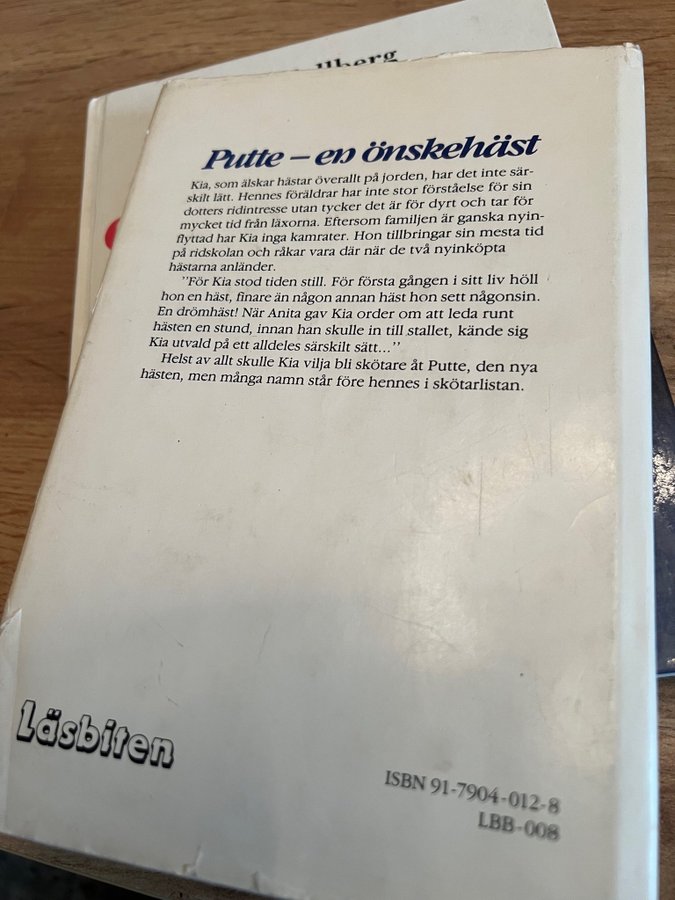 llberg
Putte – en önskehäst
Kia, som älskar hästar överallt på jorden, har det inte sär-
skilt lätt. Hennes föräldrar har inte stor förståelse för sin
dotters ridintresse utan tycker det är för dyrt och tar för
mycket tid från läxorna. Eftersom familjen är ganska nyin-
flyttad har Kia inga kamrater. Hon tillbringar sin mesta tid
på ridskolan och råkar vara där när de två nyinköpta
hästarna anländer.
"För Kia stod tiden still. För första gången i sitt liv höll
hon en häst, finare än någon annan häst hon sett någonsin.
En drömhäst! När Anita gav Kia order om att leda runt
hästen en stund, innan han skulle in till stallet, kände sig
Kia utvald på ett alldeles särskilt sätt..."
Helst av allt skulle Kia vilja bli skötare åt Putte, den nya
hästen, men många namn står före hennes i skötarlistan.
Läsbiten
ISBN 91-7904-012-8
LBB-008